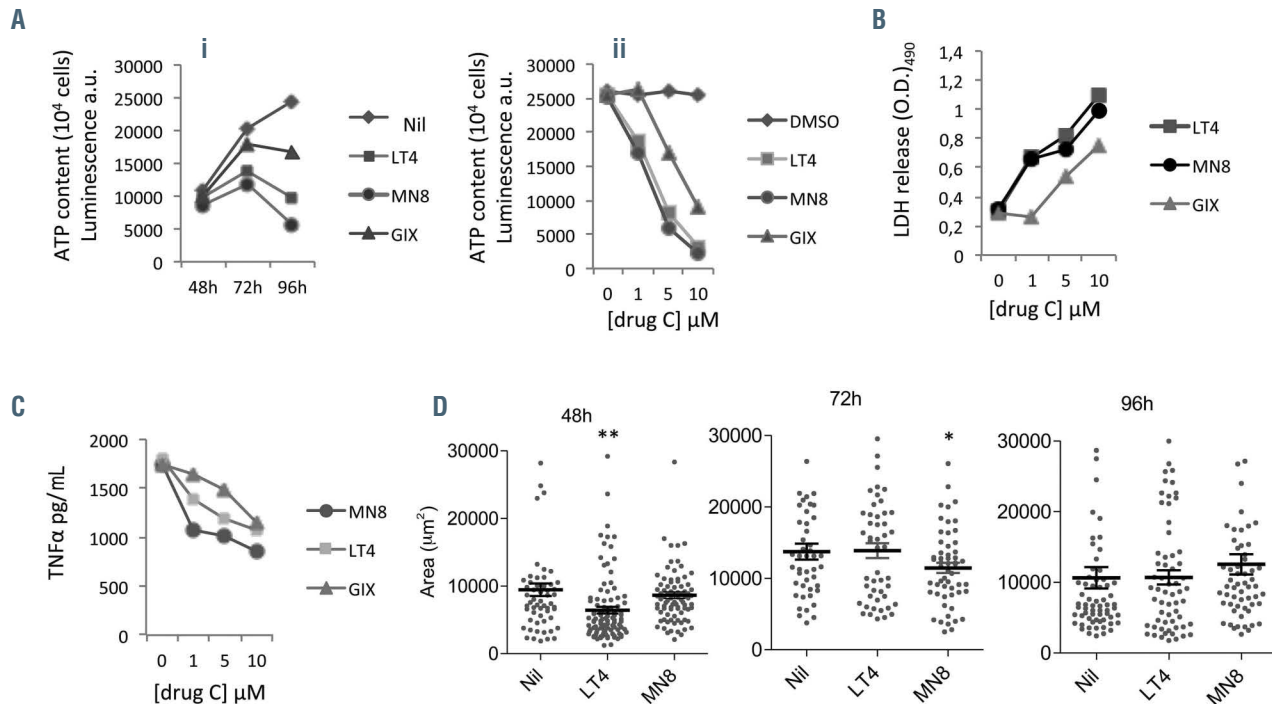 A
i
ATP content (10⁴ cells)
Luminescence a.u.
30000
25000
20000
15000
10000
5000
0
48h 72h 96h
Nil
LT4
MN8
GIX
ii
ATP content (10⁴ cells)
Luminescence a.u.
30000
25000
20000
15000
10000
5000
0
0 1 5 10
[drug C] μM
DMSO
LT4
MN8
GIX
B
LDH release (O.D.)₄₉₀
1,4
1,2
1
0,8
0,6
0,4
0,2
0
0 1 5 10
[drug C] μM
LT4
MN8
GIX
C
TNFα pg/mL
2000
1500
1000
500
0
0 1 5 10
[drug C] μM
MN8
LT4
GIX
D
48h
**
Area (μm²)
30000
20000
10000
0
Nil LT4 MN8
72h
*
30000
20000
10000
0
Nil LT4 MN8
96h
30000
20000
10000
0
Nil LT4 MN8